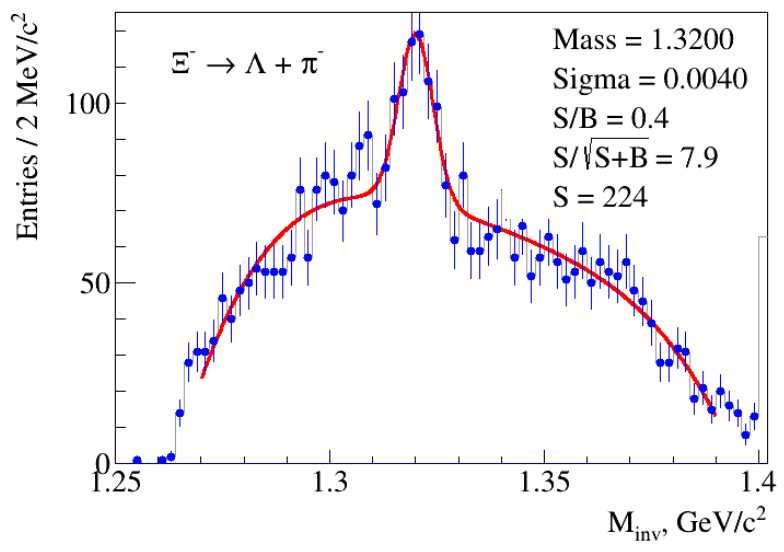 Entries / 2 MeV/c²
Ξ⁻ → Λ + π⁻
Mass = 1.3200
Sigma = 0.0040
S/B = 0.4
S/√S+B = 7.9
S = 224
100
50
0
1.25 1.3 1.35 1.4
M_inv, GeV/c²